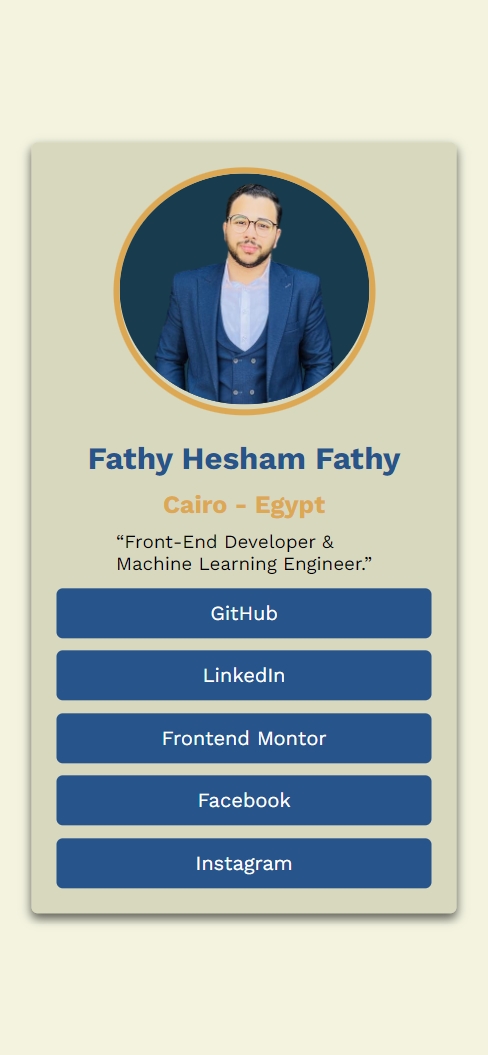 Fathy Hesham Fathy
Cairo - Egypt
“Front-End Developer &
Machine Learning Engineer.”
GitHub
LinkedIn
Frontend Montor
Facebook
Instagram